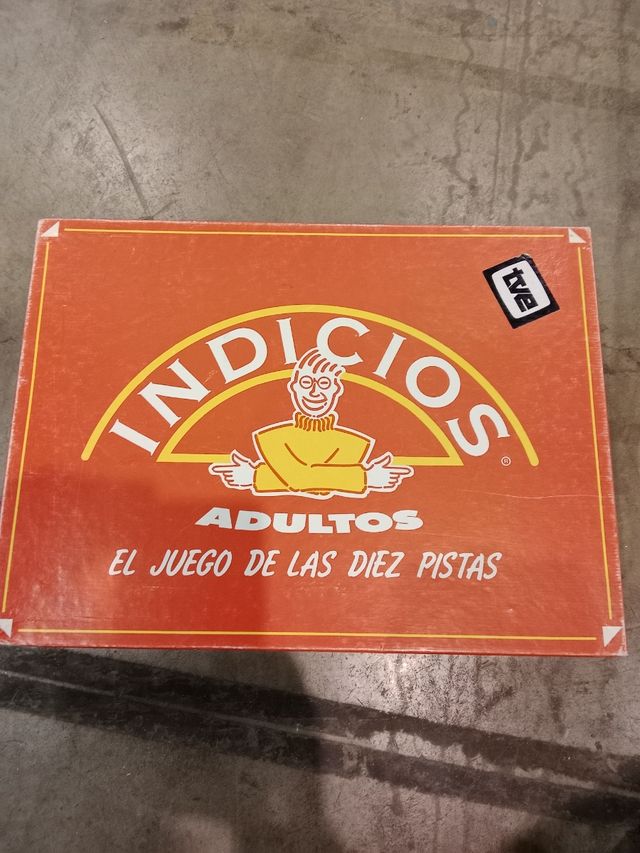 tve
INDICIOS
®
ADULTOS
EL JUEGO DE LAS DIEZ PISTAS